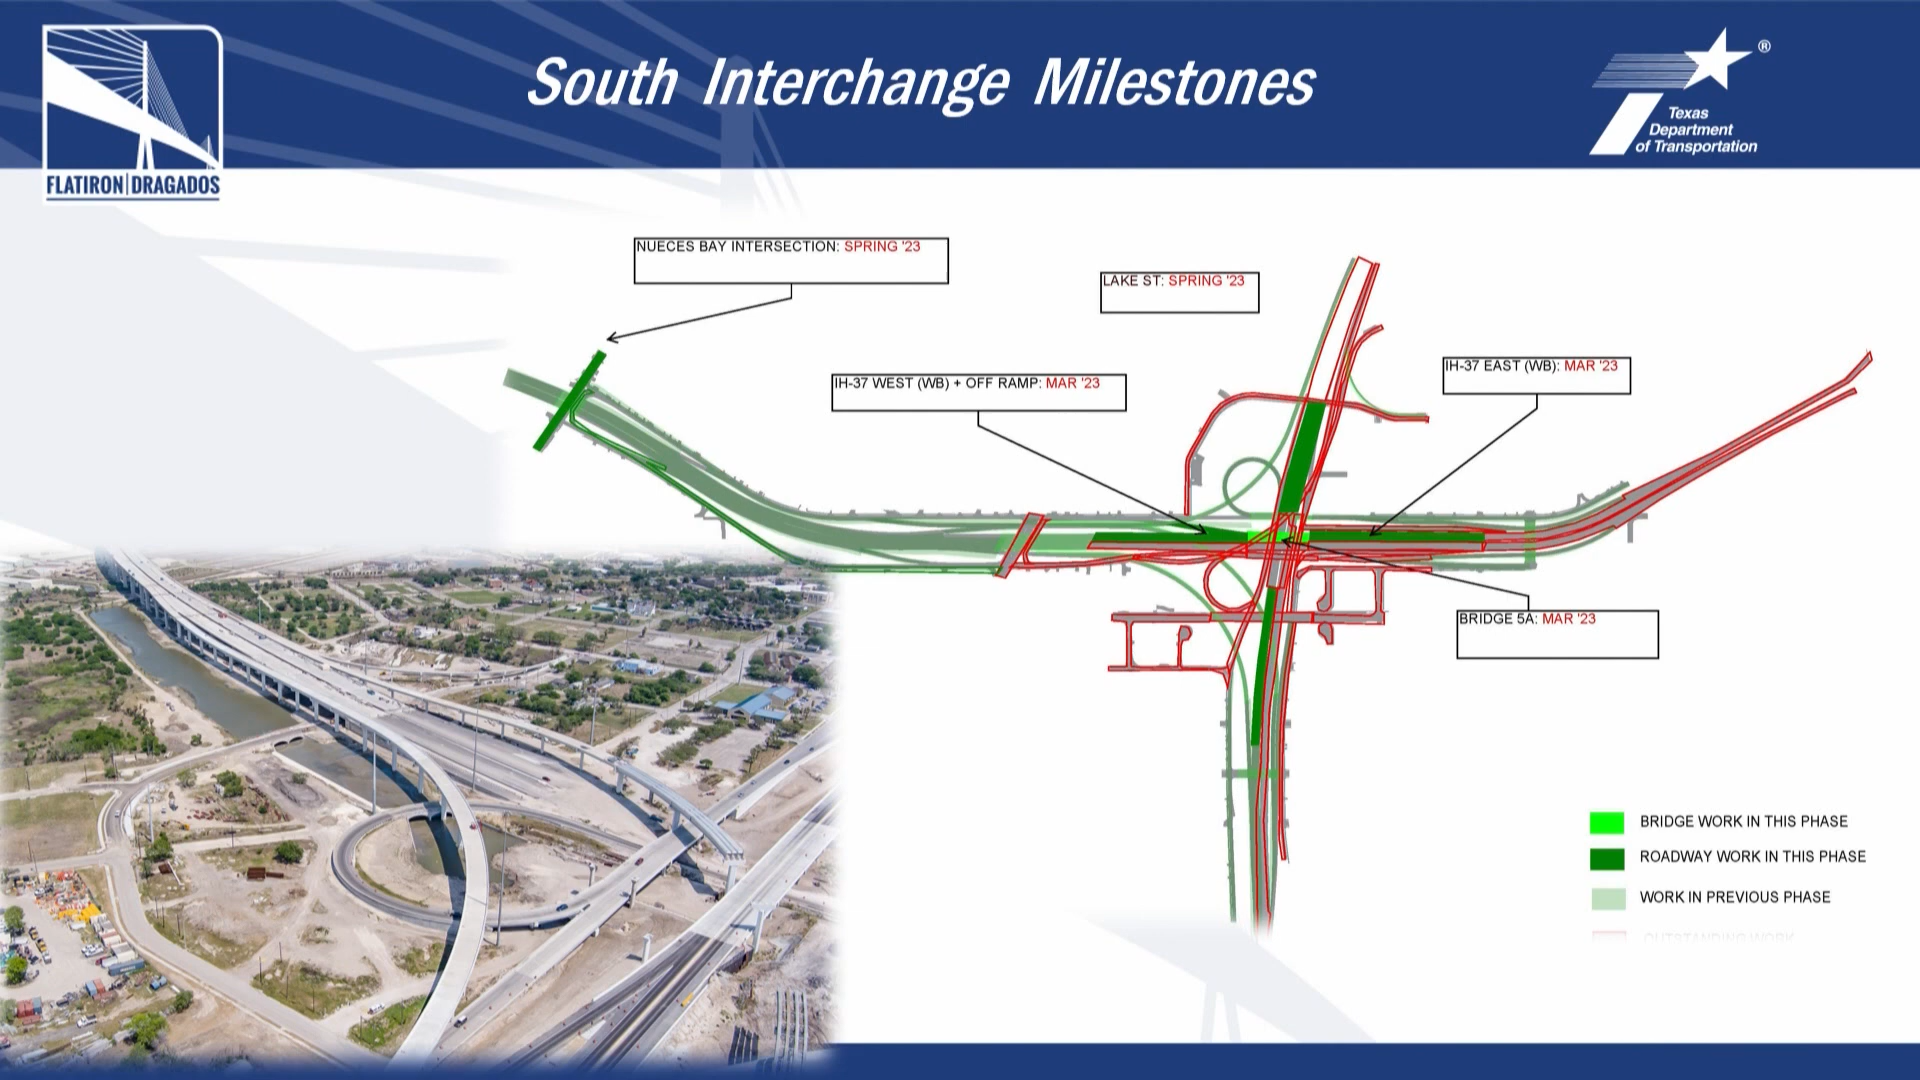 South Interchange Milestones
FLATIRON|DRAGADOS
®
Texas
Department
of Transportation
NUECES BAY INTERSECTION: SPRING '23
LAKE ST: SPRING '23
IH-37 WEST (WB) + OFF RAMP: MAR '23
IH-37 EAST (WB): MAR '23
BRIDGE 5A: MAR '23
BRIDGE WORK IN THIS PHASE
ROADWAY WORK IN THIS PHASE
WORK IN PREVIOUS PHASE
OUTSTANDING WORK